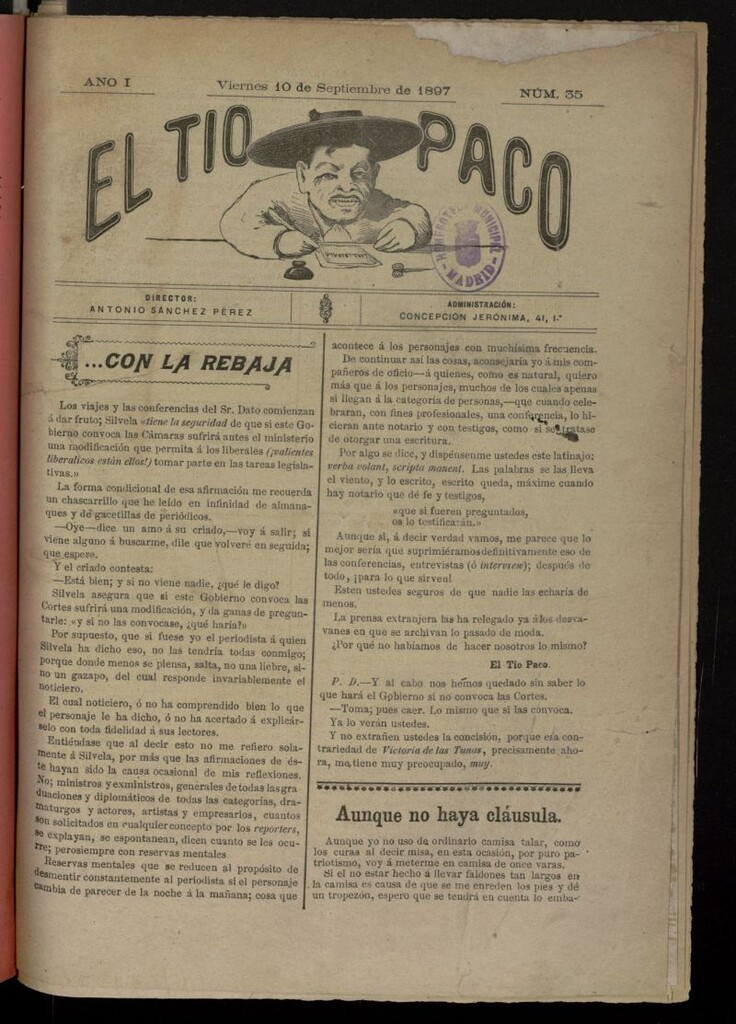 AÑO I
Viernes 10 de Septiembre de 1897
NÚM. 35
EL TIO PACO
HEMEROTECA MUNICIPAL
MADRID
DIRECTOR:
ANTONIO SÁNCHEZ PÉREZ
ADMINISTRACIÓN:
CONCEPCIÓN JERÓNIMA, 41, 1.º
...CON LA REBAJA
Los viajes y las conferencias del Sr. Dato comienzan
á dar fruto; Silvela «tiene la seguridad de que si este Go-
bierno convoca las Cámaras sufrirá antes el ministerio
una modificación que permita á los liberales (¡valientes
liberalicos están ellos!) tomar parte en las tareas legisla-
tivas.»
La forma condicional de esa afirmación me recuerda
un chascarrillo que he leído en infinidad de almana-
ques y de gacetillas de periódicos.
—Oye—dice un amo á su criado,—voy á salir; si
viene alguno á buscarme, dile que volveré en seguida;
que espere.
Y el criado contesta:
—Está bien; y si no viene nadie, ¿qué le digo?
Silvela asegura que si este Gobierno convoca las
Cortes sufrirá una modificación, y da ganas de pregun-
tarle: «y si no las convocase, ¿qué haría?»
Por supuesto, que si fuese yo el periodista á quien
Silvela ha dicho eso, no las tendría todas conmigo;
porque donde menos se piensa, salta, no una liebre, si-
no un gazapo, del cual responde invariablemente el
noticiero.
El cual noticiero, ó no ha comprendido bien lo que
el personaje le ha dicho, ó no ha acertado á explicár-
selo con toda fidelidad á sus lectores.
Entiéndase que al decir esto no me refiero sola-
mente á Silvela, por más que las afirmaciones de és-
te hayan sido la causa ocasional de mis reflexiones.
No; ministros y exministros, generales de todas las gra-
duaciones y diplomáticos de todas las categorías, dra-
maturgos y actores, artistas y empresarios, cuantos
son solicitados en cualquier concepto por los reporters,
se explayan, se espontanean, dicen cuanto se les ocu-
rre; pero siempre con reservas mentales
Reservas mentales que se reducen al propósito de
desmentir constantemente al periodista si el personaje
cambia de parecer de la noche á la mañana; cosa que
acontece á los personajes con muchísima frecuencia.
De continuar así las cosas, aconsejaría yo á mis com-
pañeros de oficio—á quienes, como es natural, quiero
más que á los personajes, muchos de los cuales apenas
si llegan á la categoría de personas,—que cuando cele-
braran, con fines profesionales, una conferencia, lo hi-
cieran ante notario y con testigos, como si se tratase
de otorgar una escritura.
Por algo se dice, y dispénsenme ustedes este latinajo:
verba volant, scripta manent. Las palabras se las lleva
el viento, y lo escrito, escrito queda, máxime cuando
hay notario que dé fe y testigos,
«que si fueren preguntados,
os lo testificarán.»
Aunque si, á decir verdad vamos, me parece que lo
mejor sería que suprimiéramos definitivamente eso de
las conferencias, entrevistas (ó interview); después de
todo, ¡para lo que sirven!
Esten ustedes seguros de que nadie las echaría de
menos.
La prensa extranjera las ha relegado ya á los desva-
vanes en que se archivan lo pasado de moda.
¿Por qué no habíamos de hacer nosotros lo mismo?
El Tio Paco.
P. D.—Y al cabo nos hemos quedado sin saber lo
que hará el Gobierno si no convoca las Cortes.
—Toma; pues caer. Lo mismo que si las convoca.
Ya lo verán ustedes.
Y no extrañen ustedes la concisión, porque esa con-
trariedad de Victoria de las Tunas, precisamente aho-
ra, me tiene muy preocupado, muy.
Aunque no haya cláusula.
Aunque yo no uso de ordinario camisa talar, como
los curas al decir misa, en esta ocasión, por puro pa-
triotismo, voy á meterme en camisa de once varas.
Si el no estar hecho á llevar faldones tan largos en
la camisa es causa de que se me enreden los pies y dé
un tropezón, espero que se tendrá en cuenta lo emba-